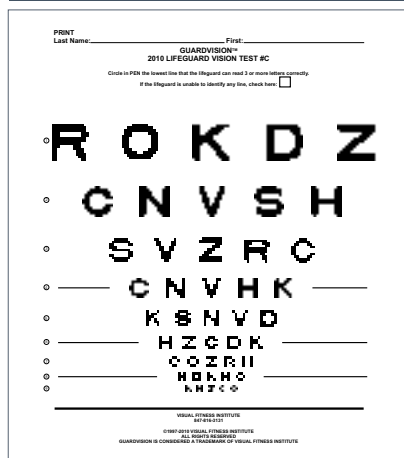 PRINT
Last Name: First:
GUARDVISION™
2010 LIFEGUARD VISION TEST #C
Circle in PEN the lowest line that the lifeguard can read 3 or more letters correctly.
If the lifeguard is unable to identify any line, check here:
R O K D Z
C N V S H
S V Z R C
C N V H K
K S N V D
H Z C D K
C O Z R
VISUAL FITNESS INSTITUTE
847-816-3131
©1997-2010 VISUAL FITNESS INSTITUTE
ALL RIGHTS RESERVED
GUARDVISION IS CONSIDERED A TRADEMARK OF VISUAL FITNESS INSTITUTE